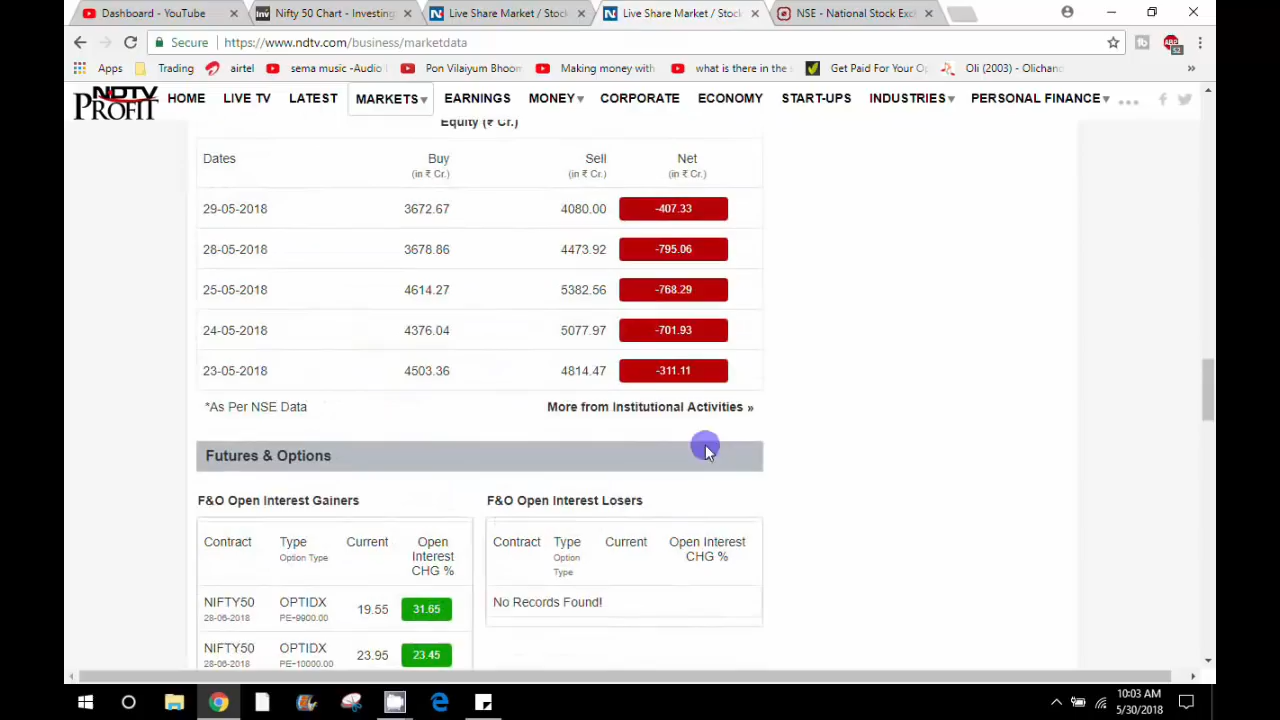 Dashboard - YouTube
Nifty 50 Chart - Investing
Live Share Market / Stock
Live Share Market / Stock
NSE - National Stock Exc
Secure
https://www.ndtv.com/business/marketdata
Apps
Trading
airtel
sema music -Audio
Pon Vilaiyum Bhoom
Making money with
what is there in the
Get Paid For Your Op
Oli (2003) - Olichand
NDTV PROFIT
HOME
LIVE TV
LATEST
MARKETS
EARNINGS
MONEY
CORPORATE
ECONOMY
START-UPS
INDUSTRIES
PERSONAL FINANCE
Equity (₹ Cr.)
Dates Buy Sell Net
(in ₹ Cr.) (in ₹ Cr.) (in ₹ Cr.)
29-05-2018 3672.67 4080.00 -407.33
28-05-2018 3678.86 4473.92 -795.06
25-05-2018 4614.27 5382.56 -768.29
24-05-2018 4376.04 5077.97 -701.93
23-05-2018 4503.36 4814.47 -311.11
*As Per NSE Data
More from Institutional Activities »
Futures & Options
F&O Open Interest Gainers
Contract Type Current Open
Option Type Interest
CHG %
NIFTY50 OPTIDX 19.55 31.65
28-06-2018 PE-9900.00
NIFTY50 OPTIDX 23.95 23.45
28-06-2018 PE-10000.00
F&O Open Interest Losers
Contract Type Current Open Interest
Option CHG %
Type
No Records Found!
10:03 AM
5/30/2018